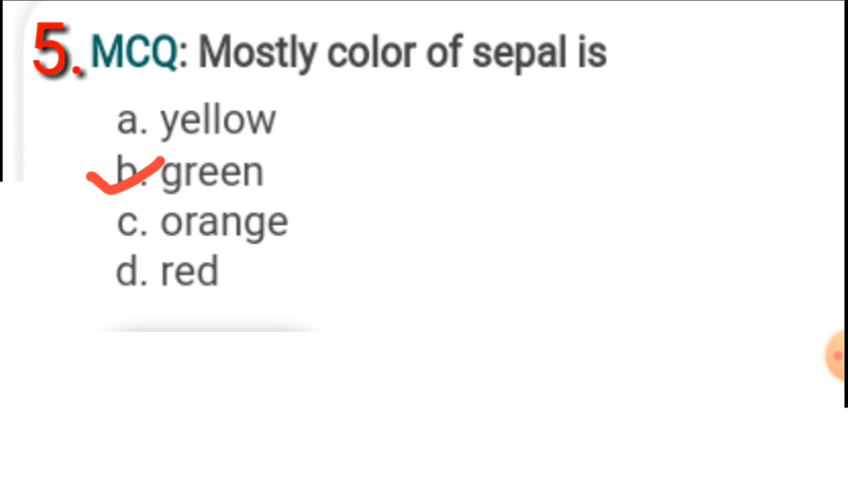 5. MCQ: Mostly color of sepal is
a. yellow
b. green
c. orange
d. red